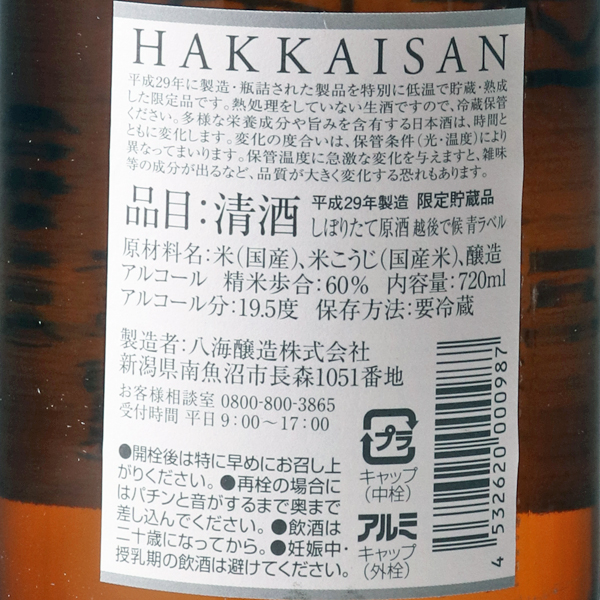 HAKKAISAN
平成29年に製造・瓶詰された製品を特別に低温で貯蔵・熟成
した限定品です。熱処理をしていない生酒ですので、冷蔵保管
ください。多様な栄養成分や旨みを含有する日本酒は、時間と
ともに変化します。変化の度合いは、保管条件(光・温度)により
異なってまいります。保管温度に急激な変化を与えますと、雑味
等の成分が出るなど、品質が大きく変化する恐れもあります。
品目:清酒 平成29年製造 限定貯蔵品
しぼりたて原酒 越後で候 青ラベル
原材料名:米(国産)、米こうじ(国産米)、醸造
アルコール 精米歩合:60% 内容量:720ml
アルコール分:19.5度 保存方法:要冷蔵
製造者:八海醸造株式会社
新潟県南魚沼市長森1051番地
お客様相談室 0800-800-3865
受付時間 平日 9:00〜17:00
●開栓後は特に早めにお召し上
がりください。●再栓の場合に
はパチンと音がするまで奥まで
差し込んでください。●飲酒は
二十歳になってから。●妊娠中・
授乳期の飲酒は避けてください。
プラ
キャップ
(中栓)
アルミ
キャップ
(外栓)
4 532620 000987